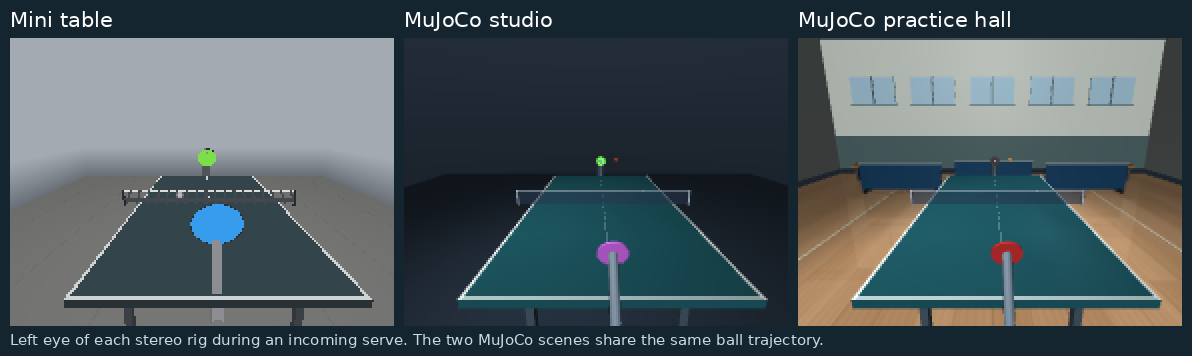 Mini table
MuJoCo studio
MuJoCo practice hall
Left eye of each stereo rig during an incoming serve. The two MuJoCo scenes share the same ball trajectory.